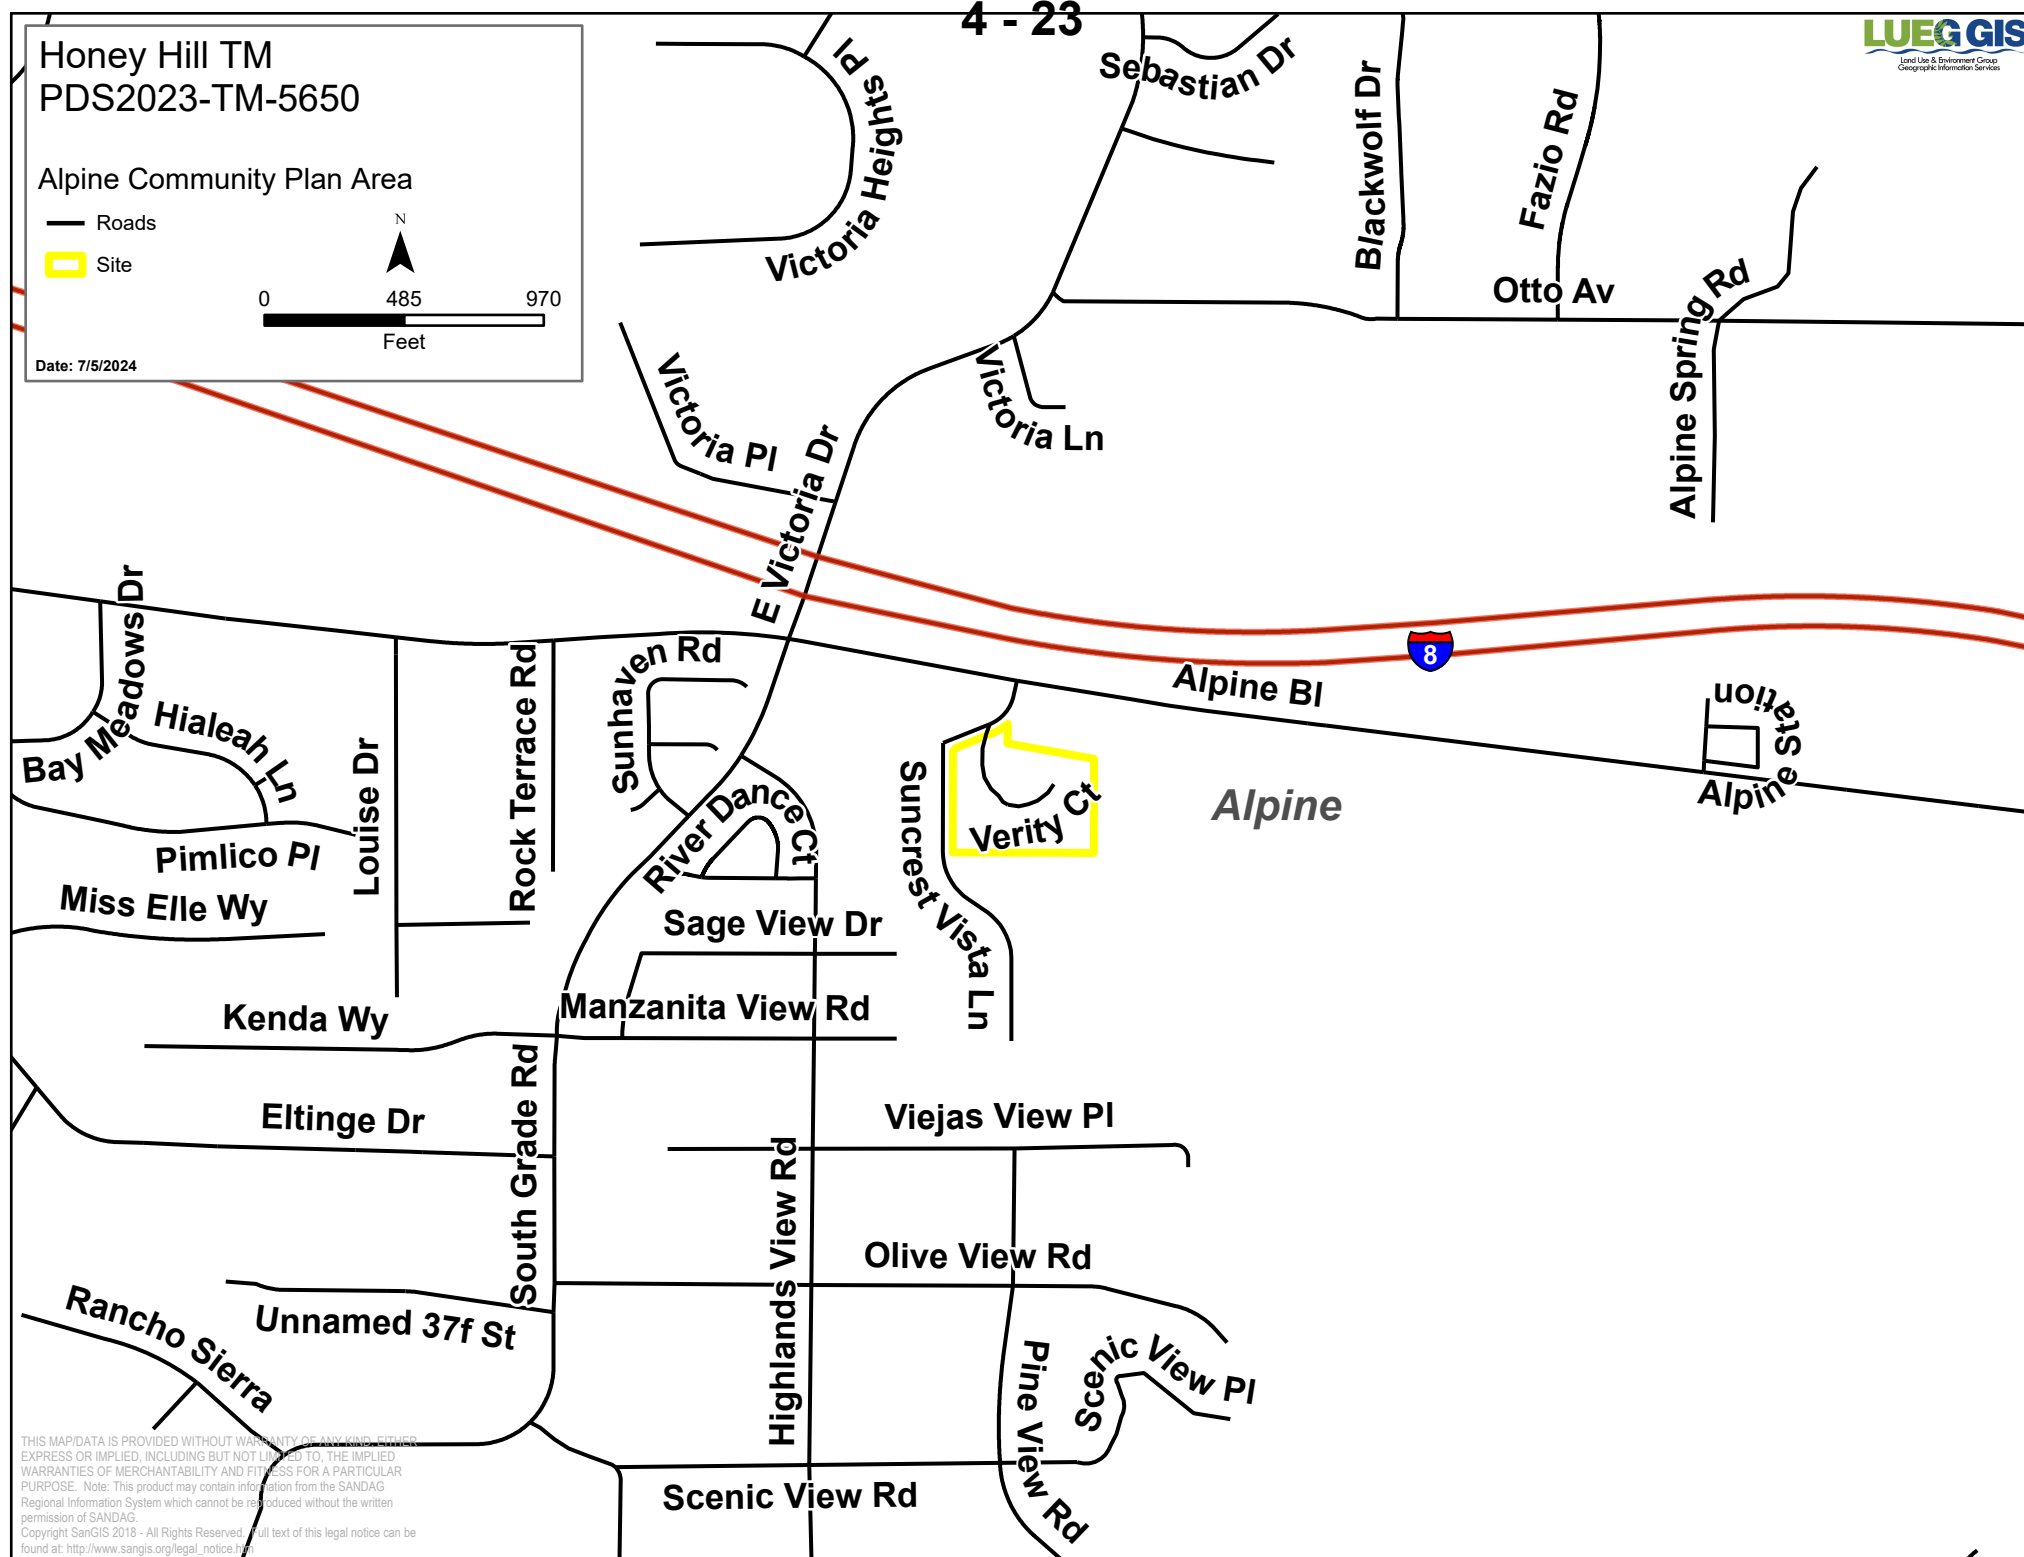 4 - 23
Honey Hill TM
PDS2023-TM-5650
Alpine Community Plan Area
Roads
Site
N
0 485 970
Feet
Date: 7/5/2024
LUEG GIS
Land Use & Environment Group
Geographic Information Services
Victoria Heights Pl
Sebastian Dr
Blackwolf Dr
Fazio Rd
Otto Av
Alpine Spring Rd
Victoria Pl
Victoria Ln
E Victoria Dr
8
Alpine Bl
Alpine Station
Bay Meadows Dr
Hialeah Ln
Louise Dr
Rock Terrace Rd
Sunhaven Rd
River Dance Ct
Suncrest Vista Ln
Verity Ct
Alpine
Pimlico Pl
Miss Elle Wy
Sage View Dr
Manzanita View Rd
Kenda Wy
Eltinge Dr
South Grade Rd
Viejas View Pl
Highlands View Rd
Olive View Rd
Unnamed 37f St
Rancho Sierra
Pine View Rd
Scenic View Pl
Scenic View Rd
THIS MAP/DATA IS PROVIDED WITHOUT WARRANTY OF ANY KIND, EITHER
EXPRESS OR IMPLIED, INCLUDING BUT NOT LIMITED TO, THE IMPLIED
WARRANTIES OF MERCHANTABILITY AND FITNESS FOR A PARTICULAR
PURPOSE. Note: This product may contain information from the SANDAG
Regional Information System which cannot be reproduced without the written
permission of SANDAG.
Copyright SanGIS 2018 - All Rights Reserved. Full text of this legal notice can be
found at: http://www.sangis.org/legal_notice.htm